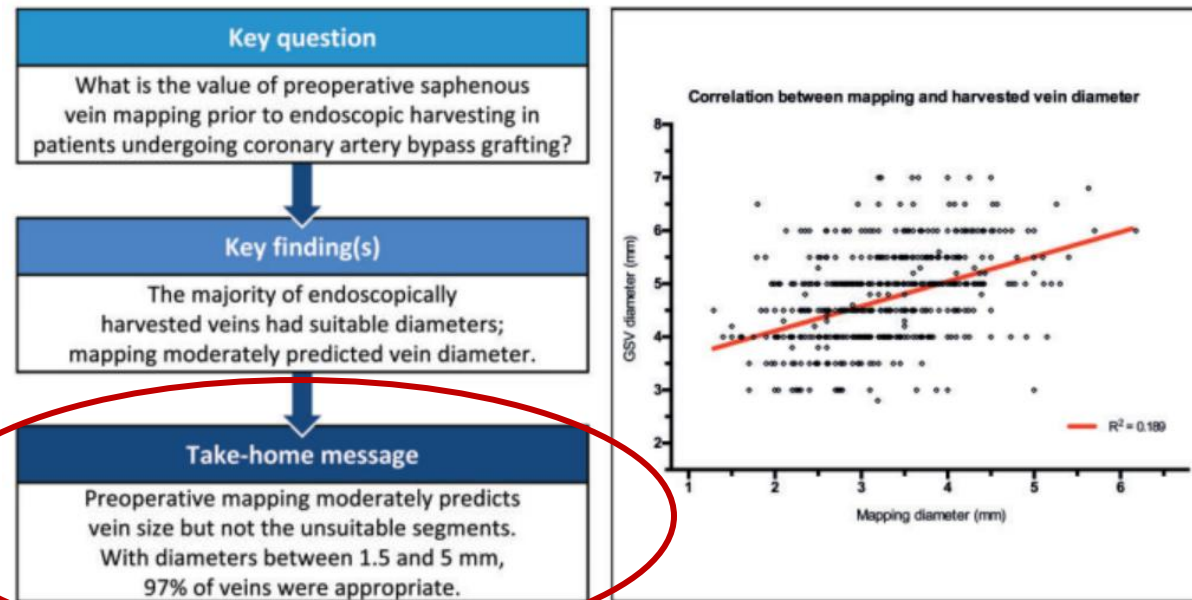 Key question
What is the value of preoperative saphenous
vein mapping prior to endoscopic harvesting in
patients undergoing coronary artery bypass grafting?
Key finding(s)
The majority of endoscopically
harvested veins had suitable diameters;
mapping moderately predicted vein diameter.
Take-home message
Preoperative mapping moderately predicts
vein size but not the unsuitable segments.
With diameters between 1.5 and 5 mm,
97% of veins were appropriate.
Correlation between mapping and harvested vein diameter
GSV diameter (mm)
8
7
6
5
4
3
2
R² = 0.189
1 2 3 4 5 6
Mapping diameter (mm)